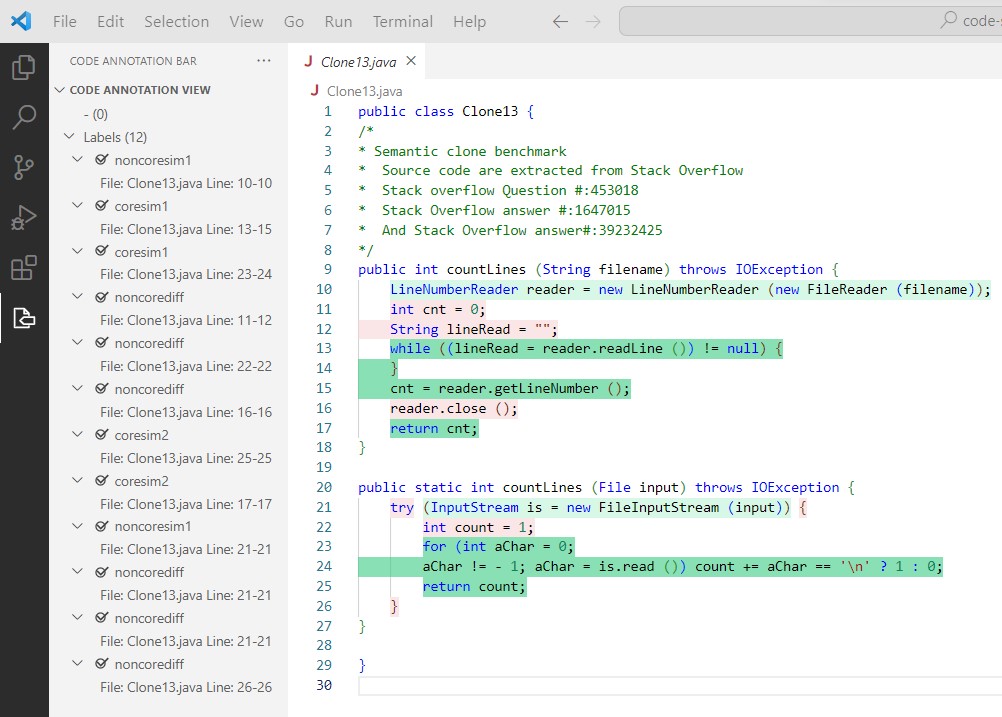 File Edit Selection View Go Run Terminal Help
code-s
CODE ANNOTATION BAR ···
CODE ANNOTATION VIEW
- (0)
Labels (12)
noncoresim1
File: Clone13.java Line: 10-10
coresim1
File: Clone13.java Line: 13-15
coresim1
File: Clone13.java Line: 23-24
noncorediff
File: Clone13.java Line: 11-12
noncorediff
File: Clone13.java Line: 22-22
noncorediff
File: Clone13.java Line: 16-16
coresim2
File: Clone13.java Line: 25-25
coresim2
File: Clone13.java Line: 17-17
noncoresim1
File: Clone13.java Line: 21-21
noncorediff
File: Clone13.java Line: 21-21
noncorediff
File: Clone13.java Line: 21-21
noncorediff
File: Clone13.java Line: 26-26
J Clone13.java ×
J Clone13.java
1 public class Clone13 {
2 /*
3 * Semantic clone benchmark
4 *  Source code are extracted from Stack Overflow
5 *  Stack overflow Question #:453018
6 *  Stack Overflow answer #:1647015
7 *  And Stack Overflow answer#:39232425
8 */
9 public int countLines (String filename) throws IOException {
10     LineNumberReader reader = new LineNumberReader (new FileReader (filename));
11     int cnt = 0;
12     String lineRead = "";
13     while ((lineRead = reader.readLine ()) != null) {
14     }
15     cnt = reader.getLineNumber ();
16     reader.close ();
17     return cnt;
18 }
19
20 public static int countLines (File input) throws IOException {
21     try (InputStream is = new FileInputStream (input)) {
22         int count = 1;
23         for (int aChar = 0;
24         aChar != - 1; aChar = is.read ()) count += aChar == '\n' ? 1 : 0;
25         return count;
26     }
27 }
28
29 }
30